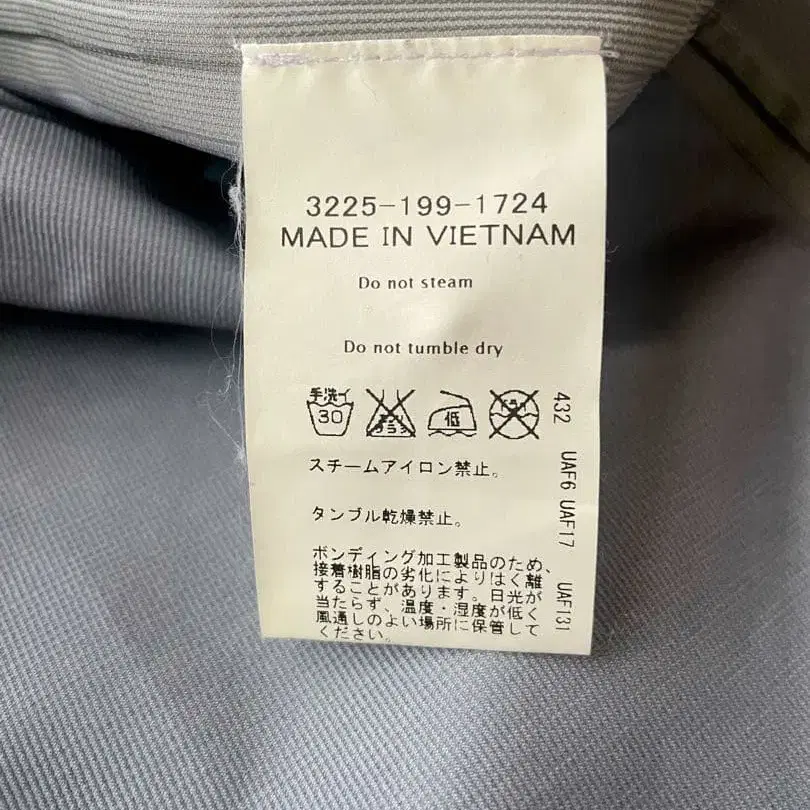 3225-199-1724
MADE IN VIETNAM
Do not steam
Do not tumble dry
手洗イ
30
低
スチームアイロン禁止。
タンブル乾燥禁止。
ボンディング加工製品のため、
接着樹脂の劣化によりはく離
することがあります。日光が
当たらず、温度・湿度が低く
風通しのよい場所に保管して
ください。
432 UAF6 UAF17 UAF131